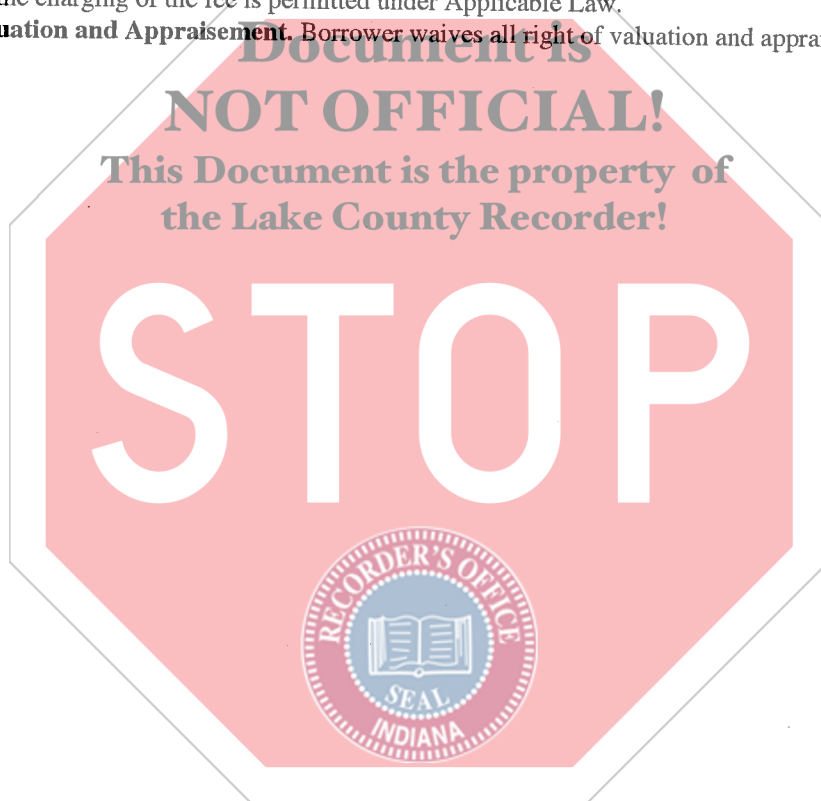 the charging of the fee is permitted under Applicable Law.
uation and Appraisement. Borrower waives all right of valuation and apprai
Document is
NOT OFFICIAL!
This Document is the property of
the Lake County Recorder!
STOP
RECORDER'S OFFICE
SEAL
INDIANA